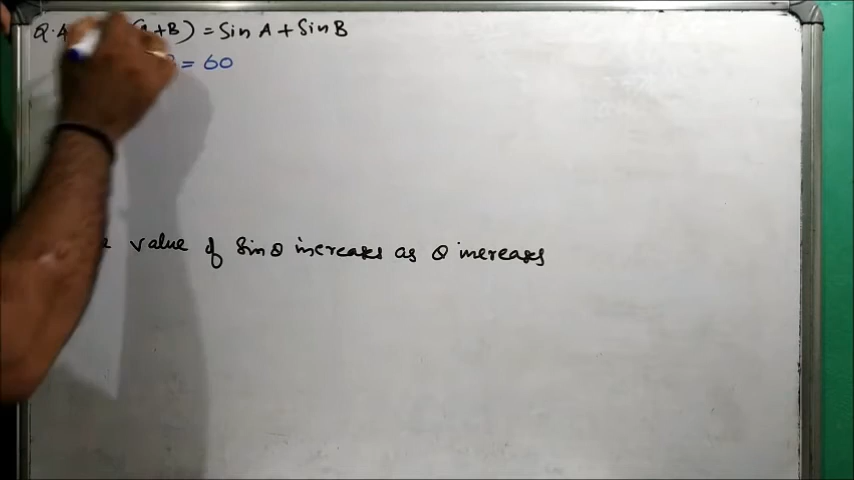 Q. +B) = Sin A + Sin B
= 60
value of Sin θ increases as θ increases